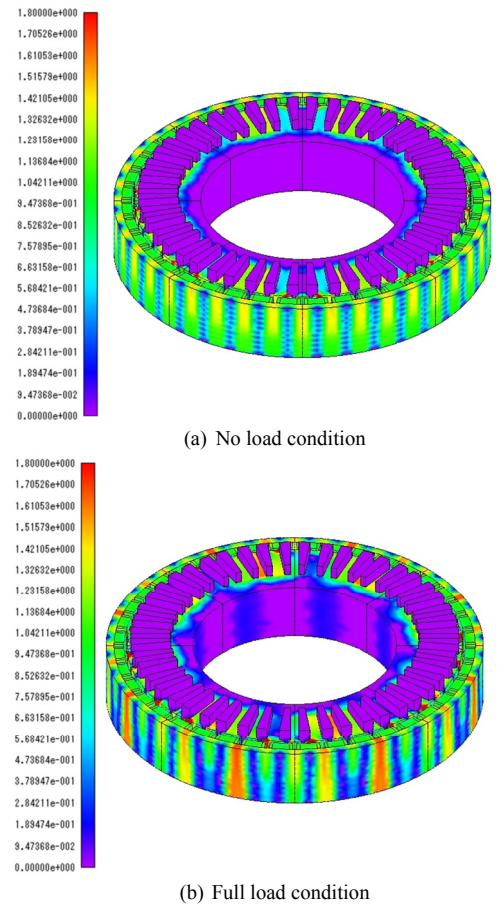 1.80000e+000
1.70526e+000
1.61053e+000
1.51579e+000
1.42105e+000
1.32632e+000
1.23158e+000
1.13684e+000
1.04211e+000
9.47368e-001
8.52632e-001
7.57895e-001
6.63158e-001
5.68421e-001
4.73684e-001
3.78947e-001
2.84211e-001
1.89474e-001
9.47368e-002
0.00000e+000
(a) No load condition
1.80000e+000
1.70526e+000
1.61053e+000
1.51579e+000
1.42105e+000
1.32632e+000
1.23158e+000
1.13684e+000
1.04211e+000
9.47368e-001
8.52632e-001
7.57895e-001
6.63158e-001
5.68421e-001
4.73684e-001
3.78947e-001
2.84211e-001
1.89474e-001
9.47368e-002
0.00000e+000
(b) Full load condition